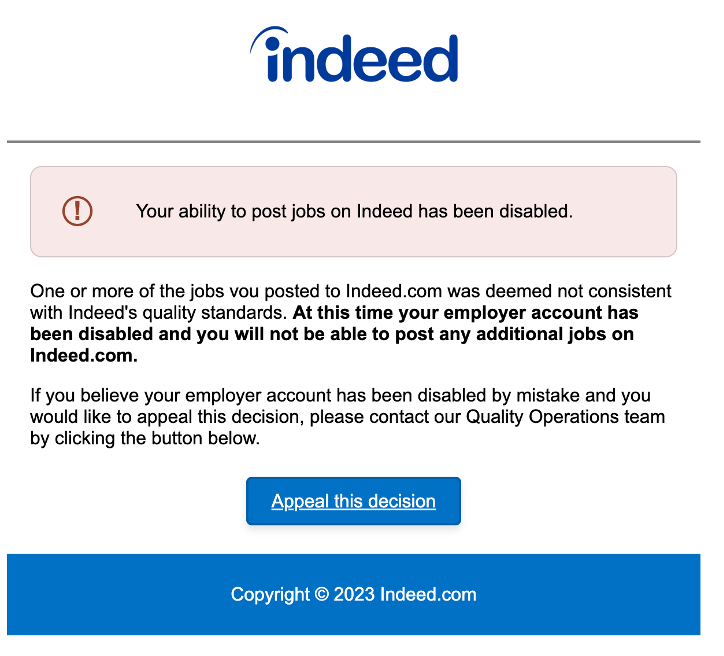 indeed
Your ability to post jobs on Indeed has been disabled.
One or more of the jobs vou posted to Indeed.com was deemed not consistent
with Indeed's quality standards. At this time your employer account has
been disabled and you will not be able to post any additional jobs on
Indeed.com.
If you believe your employer account has been disabled by mistake and you
would like to appeal this decision, please contact our Quality Operations team
by clicking the button below.
Appeal this decision
Copyright © 2023 Indeed.com